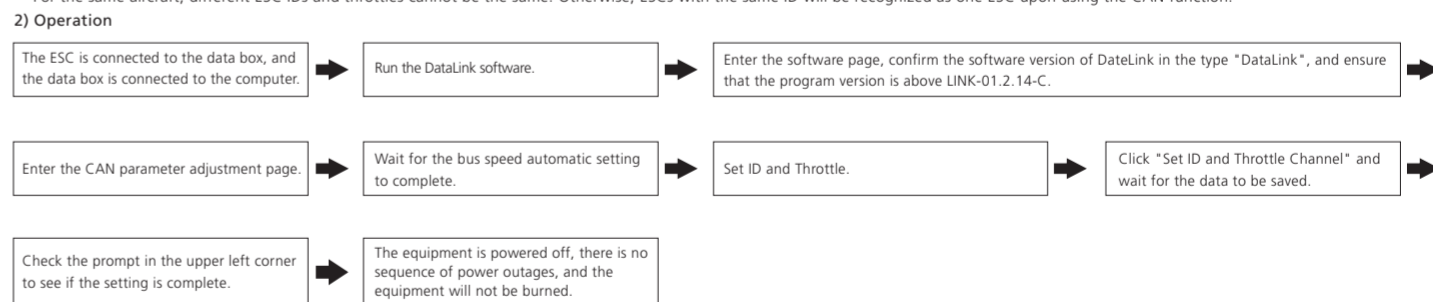 For the same aircraft, different ESC IDs and throttles cannot be the same. Otherwise, ESCs with the same ID will be recognized as one ESC upon using the CAN function.
2) Operation
The ESC is connected to the data box, and
the data box is connected to the computer.
Run the DataLink software.
Enter the software page, confirm the software version of DateLink in the type "DataLink", and ensure
that the program version is above LINK-01.2.14-C.
Enter the CAN parameter adjustment page.
Wait for the bus speed automatic setting
to complete.
Set ID and Throttle.
Click "Set ID and Throttle Channel" and
wait for the data to be saved.
Check the prompt in the upper left corner
to see if the setting is complete.
The equipment is powered off, there is no
sequence of power outages, and the
equipment will not be burned.